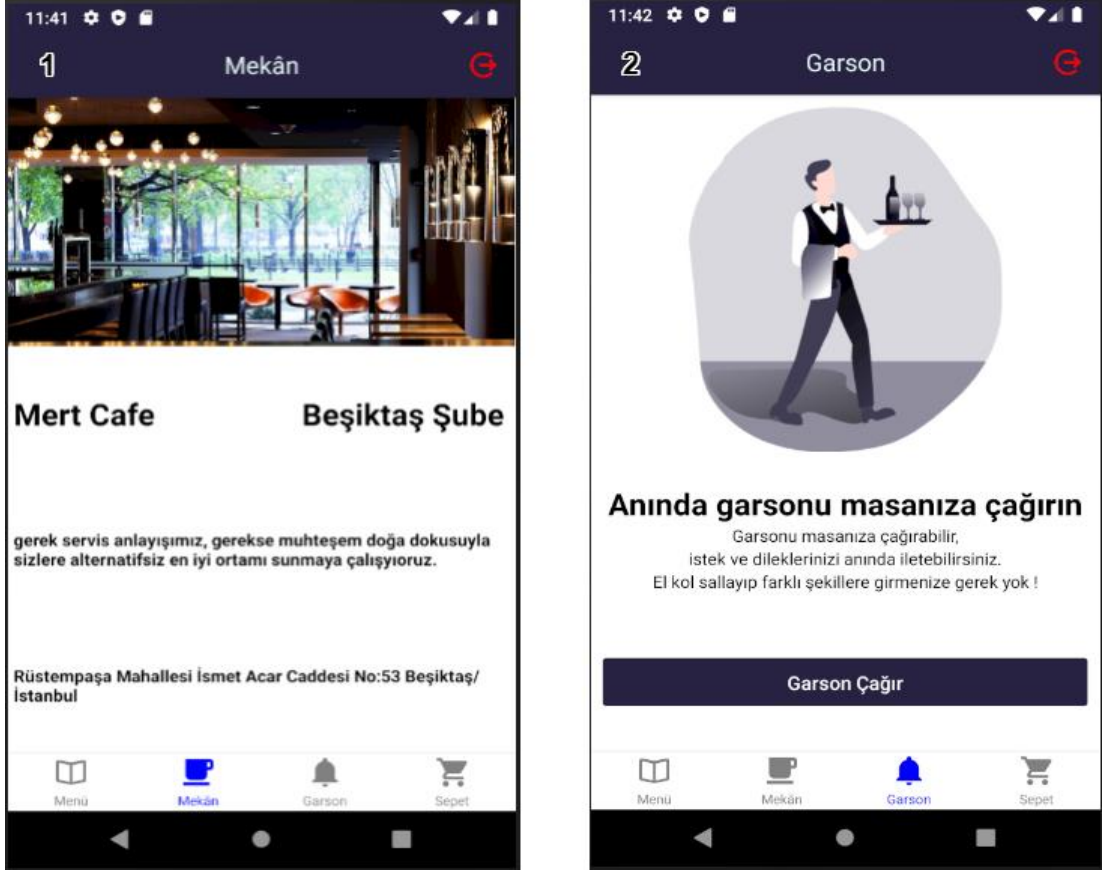 11:41
1
Mekân
Mert Cafe
Beşiktaş Şube
gerek servis anlayışımız, gerekse muhteşem doğa dokusuyla
sizlere alternatifsiz en iyi ortamı sunmaya çalışyıoruz.
Rüstempaşa Mahallesi İsmet Acar Caddesi No:53 Beşiktaş/
İstanbul
Menü
Mekân
Garson
Sepet
11:42
2
Garson
Anında garsonu masanıza çağırın
Garsonu masanıza çağırabilir,
istek ve dileklerinizi anında iletebilirsiniz.
El kol sallayıp farklı şekillere girmenize gerek yok !
Garson Çağır
Menü
Mekân
Garson
Sepet